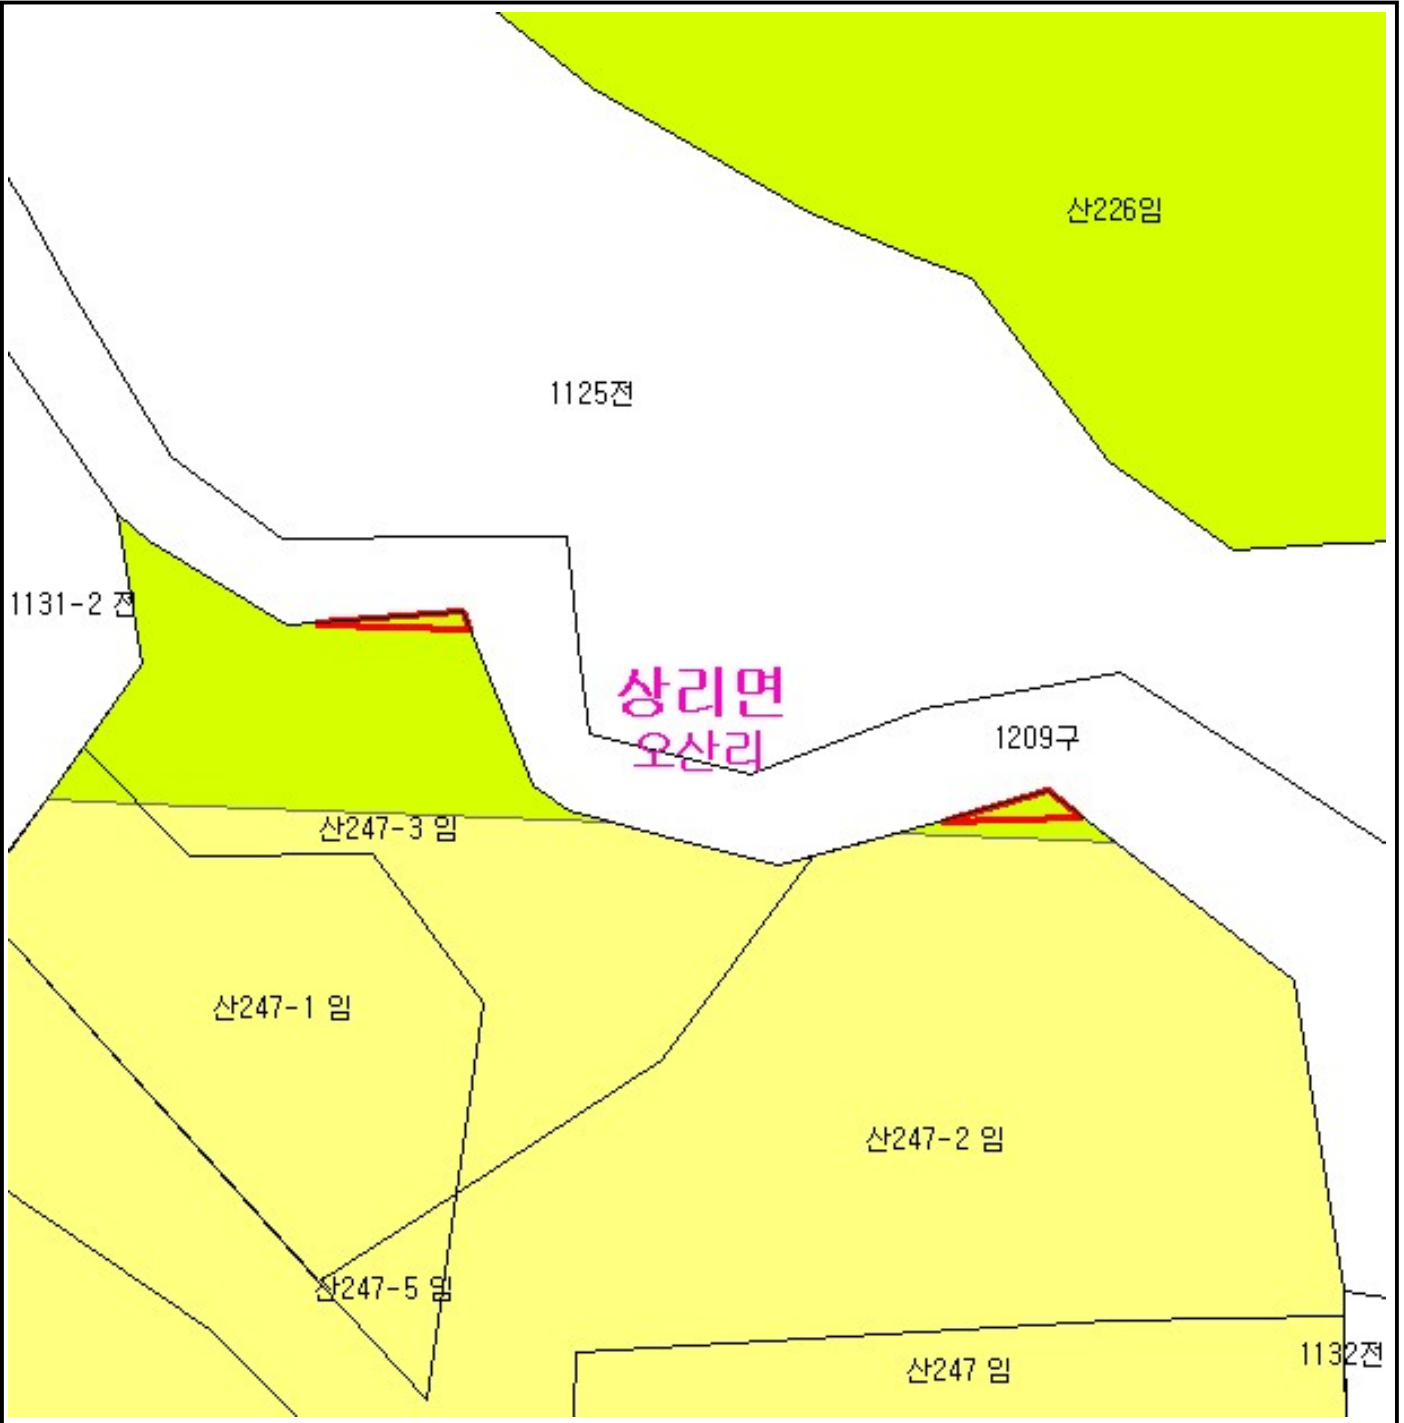 산226임
1125전
1131-2 전
상리면
오산리
1209구
산247-3 임
산247-1 임
산247-2 임
산247-5 임
1132전
산247 임